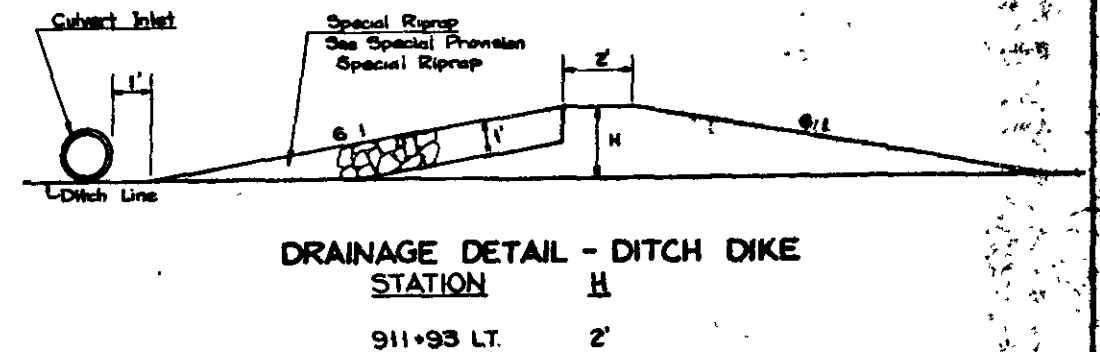 Culvert Inlet
Special Riprap
See Special Provision
Special Riprap
1'
2'
6 1
1'
H
Ditch Line
DRAINAGE DETAIL - DITCH DIKE
STATION H
911+93 LT. 2'